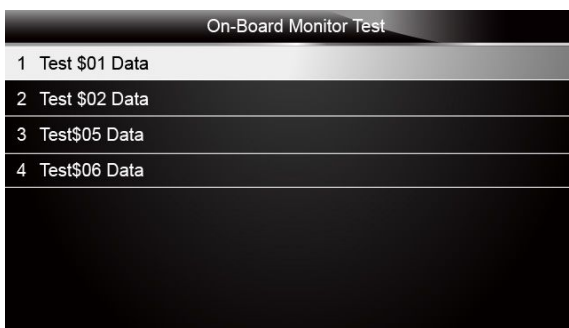 On-Board Monitor Test
1 Test $01 Data
2 Test $02 Data
3 Test$05 Data
4 Test$06 Data